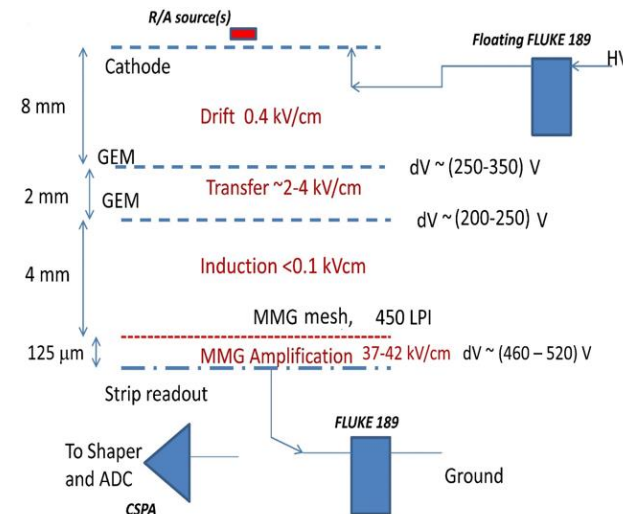 R/A source(s)
Floating FLUKE 189
HV
Cathode
8 mm
Drift 0.4 kV/cm
GEM
dV ~ (250-350) V
2 mm
Transfer ~2-4 kV/cm
GEM
dV ~ (200-250) V
4 mm
Induction <0.1 kVcm
MMG mesh, 450 LPI
125 μm
MMG Amplification 37-42 kV/cm dV ~ (460 – 520) V
Strip readout
FLUKE 189
To Shaper
and ADC
Ground
CSPA